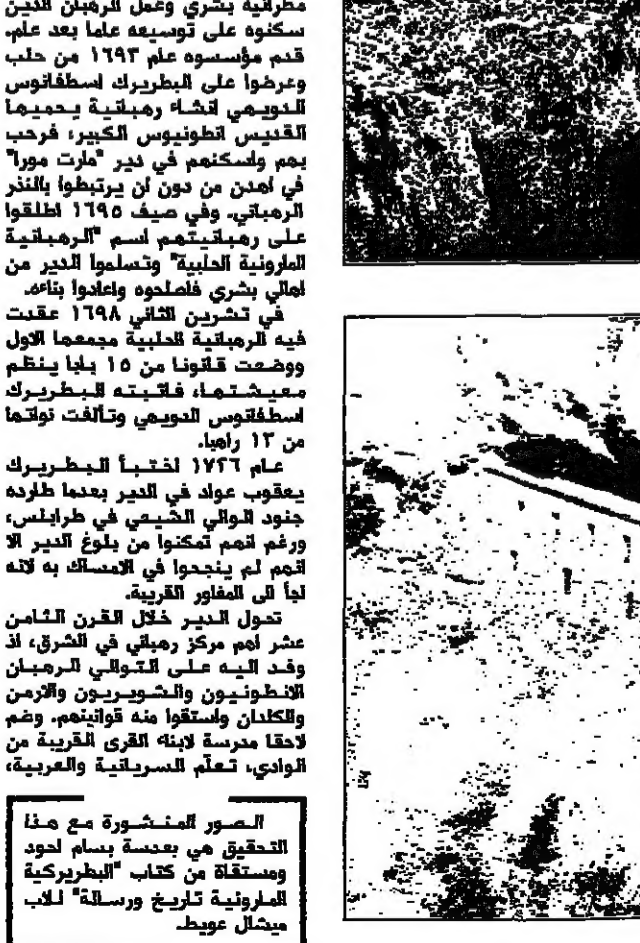 مطرانية بشري وعمل الرهبان الذين
سكنوه على توسيعه عاما بعد عام.
قدم مؤسسوه عام ١٦٩٣ من حلب
وعرضوا على البطريرك اسطفانوس
الدويهي انشاء رهبانية يحميها
القديس انطونيوس الكبير، فرحب
بهم واسكنهم في دير "مارت مورا"
في اهدن من دون ان يرتبطوا بالنذر
الرهباني. وفي صيف ١٦٩٥ اطلقوا
على رهبانيتهم اسم "الرهبانية
المارونية الحلبية" وتسلموا الدير من
اهالي بشري فاصلحوه واعادوا بناءه.
في تشرين الثاني ١٦٩٨ عقدت
فيه الرهبانية الحلبية مجمعها الاول
ووضعت قانونا من ١٥ بابا ينظم
معيشتها، فاثبته البطريرك
اسطفانوس الدويهي وتألفت نواتها
من ١٣ راهبا.
عام ١٧٢٦ اختبأ البطريرك
يعقوب عواد في الدير بعدما طارده
جنود الوالي الشيعي في طرابلس،
ورغم انهم تمكنوا من بلوغ الدير الا
انهم لم ينجحوا في الامساك به لانه
لجأ الى المغاور القريبة.
تحول الدير خلال القرن الثامن
عشر اهم مركز رهباني في الشرق، اذ
وفد اليه على التوالي الرهبان
الانطونيون والشويريون والارمن
والكلدان واستقوا منه قوانينهم. وضم
لاحقا مدرسة لابناء القرى القريبة من
الوادي، تعلّم السريانية والعربية،
الصور المنشورة مع هذا
التحقيق هي بعدسة بسام لحود
ومستقاة من كتاب "البطريركية
المارونية تاريخ ورسالة" للاب
ميشال عويط.